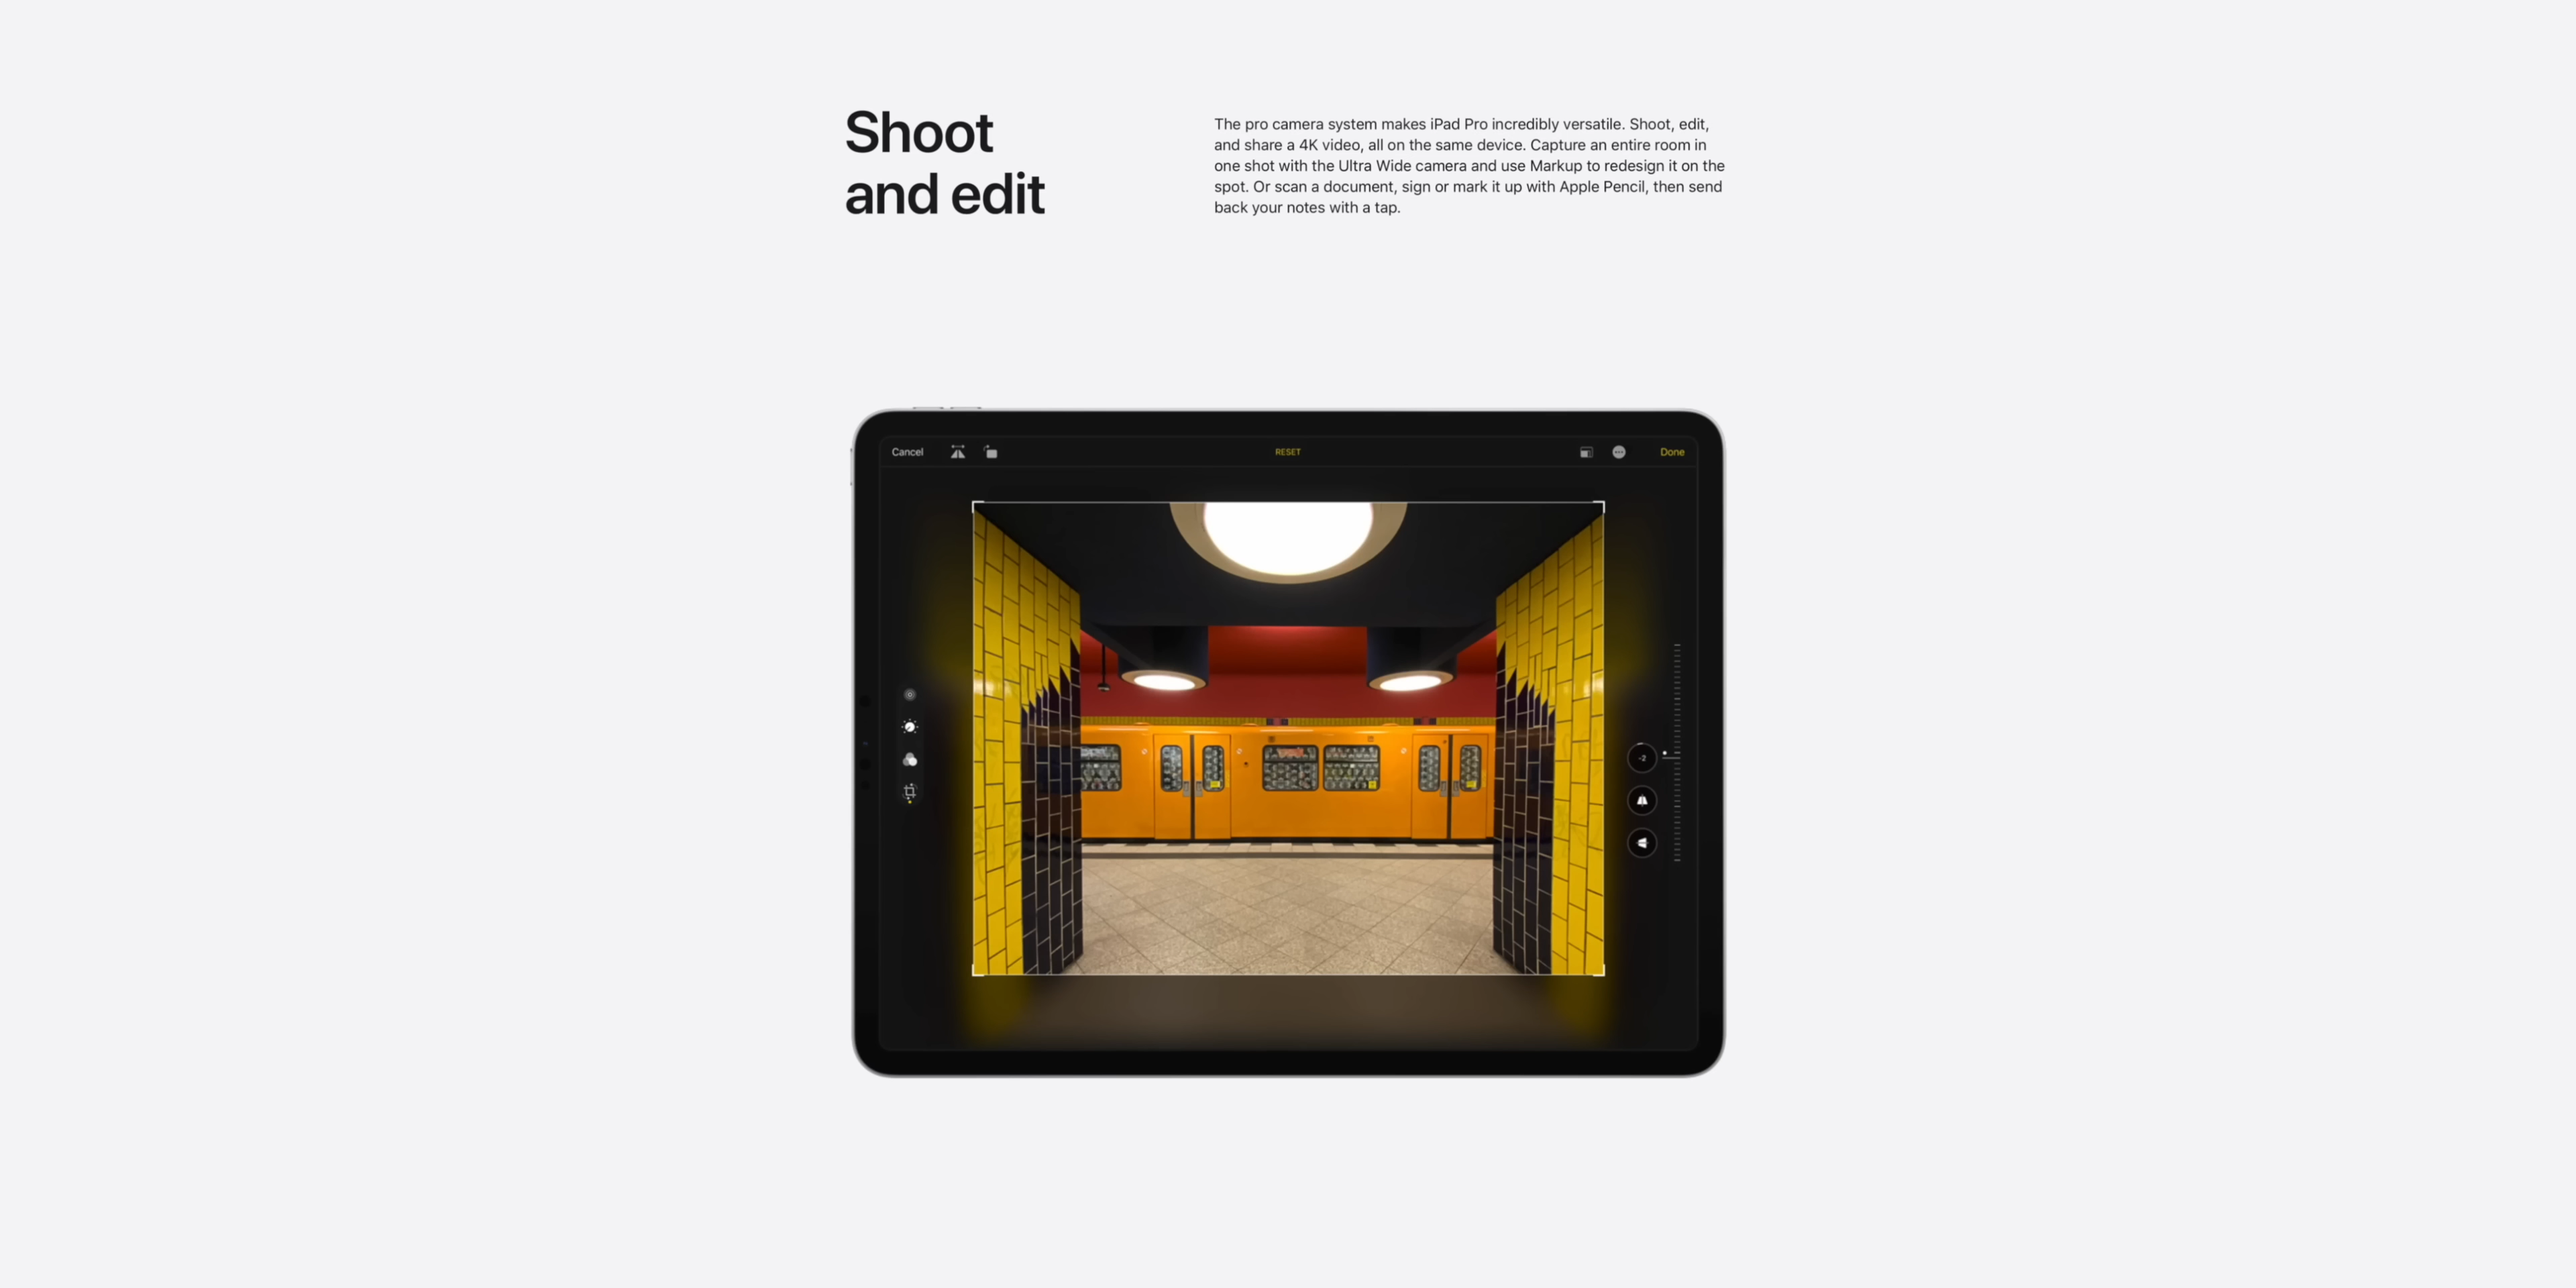 Shoot
and edit
The pro camera system makes iPad Pro incredibly versatile. Shoot, edit,
and share a 4K video, all on the same device. Capture an entire room in
one shot with the Ultra Wide camera and use Markup to redesign it on the
spot. Or scan a document, sign or mark it up with Apple Pencil, then send
back your notes with a tap.
Cancel
RESET
Done
-2